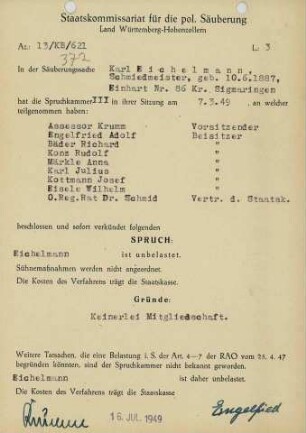 Staatskommissariat für die pol. Säuberung
Land Württemberg-Hohenzollern
Az: 13/KB/621
L 3
372
In der Säuberungssache Karl Eichelmann,
Schmiedmeister, geb. 10.6.1887,
Einhart Nr. 86 Kr. Sigmaringen
hat die Spruchkammer III in ihrer Sitzung am 7.3.49, an welcher
teilgenommen haben:
Assessor Krumm Vorsitzender
Engelfried Adolf Beisitzer
Bäder Richard "
Konz Rudolf "
Märkle Anna "
Karl Julius "
Kottmann Josef "
Eisele Wilhelm "
O.Reg.Rat Dr. Schmid Vertr. d. Staatsk.
beschlossen und sofort verkündet folgenden
SPRUCH:
Eichelmann ist unbelastet.
Sühnemaßnahmen werden nicht angeordnet.
Die Kosten des Verfahrens trägt die Staatskasse.
Gründe:
Keinerlei Mitgliedschaft.
Weitere Tatsachen, die eine Belastung i. S. der Art. 4-7 der RAO vom 25. 4. 47
begründen könnten, sind der Spruchkammer nicht bekannt geworden.
Eichelmann ist daher unbelastet.
Die Kosten des Verfahrens trägt die Staatskasse
16. JUL. 1949
Engelfried